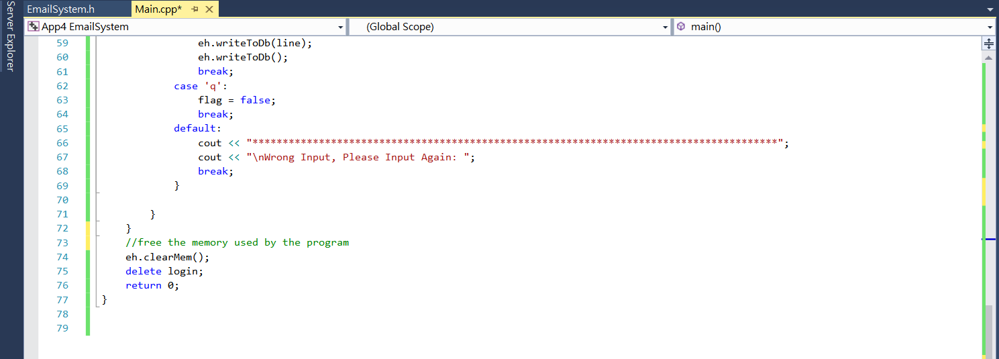 Server Explorer
EmailSystem.h
Main.cpp*
App4 EmailSystem
(Global Scope)
main()
59 eh.writeToDb(line);
60 eh.writeToDb();
61 break;
62 case 'q':
63 flag = false;
64 break;
65 default:
66 cout << "***************************************************************************************";
67 cout << "\nWrong Input, Please Input Again: ";
68 break;
69 }
70
71 }
72 }
73 //free the memory used by the program
74 eh.clearMem();
75 delete login;
76 return 0;
77 }
78
79